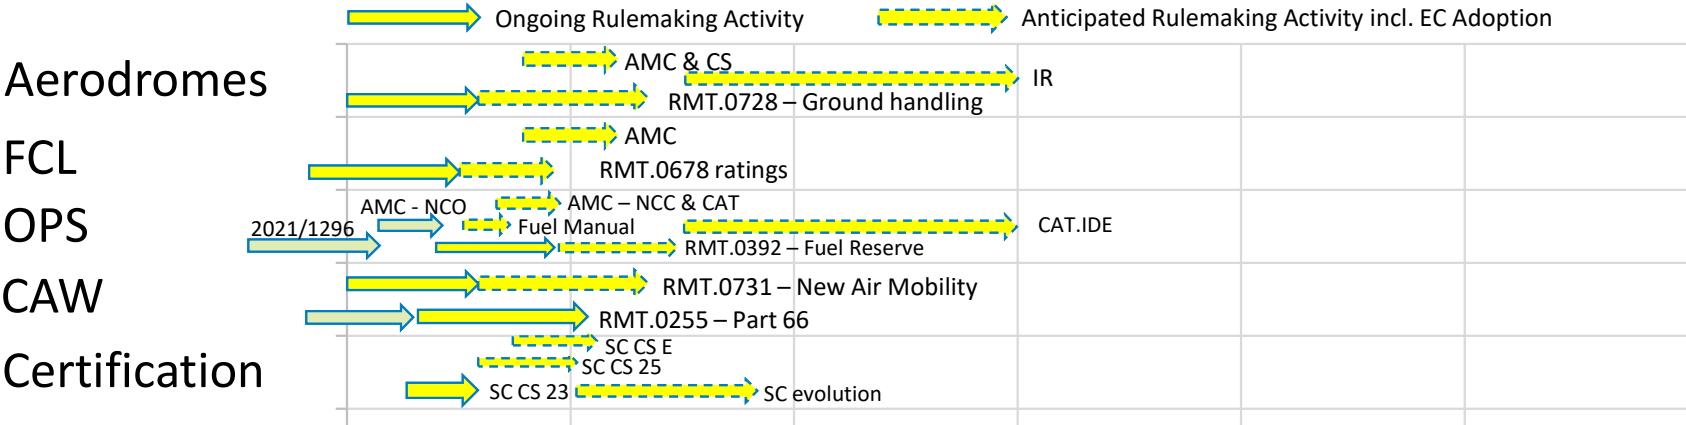 Ongoing Rulemaking Activity
Anticipated Rulemaking Activity incl. EC Adoption
Aerodromes
AMC & CS
IR
RMT.0728 – Ground handling
FCL
AMC
RMT.0678 ratings
OPS
AMC - NCO
AMC – NCC & CAT
2021/1296
Fuel Manual
CAT.IDE
RMT.0392 – Fuel Reserve
CAW
RMT.0731 – New Air Mobility
RMT.0255 – Part 66
Certification
SC CS E
SC CS 25
SC CS 23
SC evolution